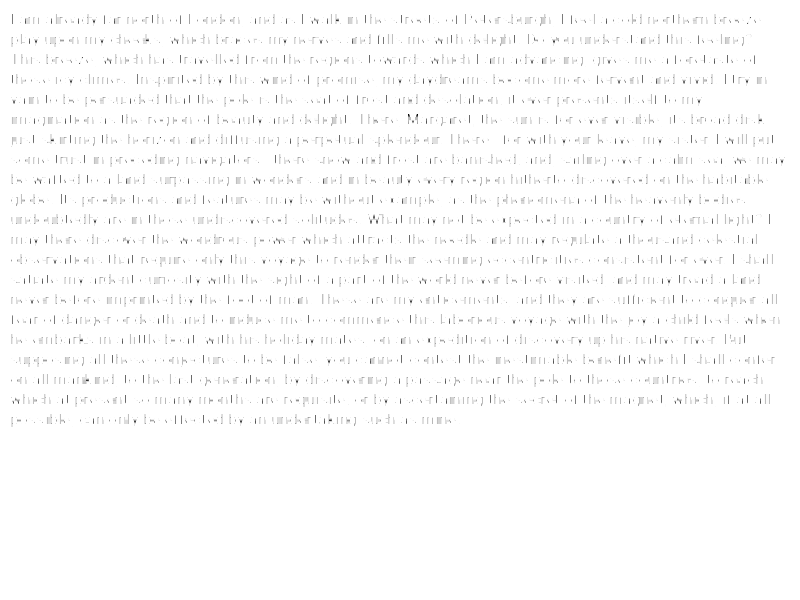 I am already far north of London, and as I walk in the streets of Petersburgh, I feel a cold northern breeze
play upon my cheeks, which braces my nerves and fills me with delight. Do you understand this feeling?
This breeze, which has travelled from the regions towards which I am advancing, gives me a foretaste of
those icy climes. Inspirited by this wind of promise, my daydreams become more fervent and vivid. I try in
vain to be persuaded that the pole is the seat of frost and desolation; it ever presents itself to my
imagination as the region of beauty and delight. There, Margaret, the sun is for ever visible, its broad disk
just skirting the horizon and diffusing a perpetual splendour. There—for with your leave, my sister, I will put
some trust in preceding navigators—there snow and frost are banished; and, sailing over a calm sea, we may
be wafted to a land surpassing in wonders and in beauty every region hitherto discovered on the habitable
globe. Its productions and features may be without example, as the phenomena of the heavenly bodies
undoubtedly are in those undiscovered solitudes. What may not be expected in a country of eternal light? I
may there discover the wondrous power which attracts the needle and may regulate a thousand celestial
observations that require only this voyage to render their seeming eccentricities consistent for ever. I shall
satiate my ardent curiosity with the sight of a part of the world never before visited, and may tread a land
never before imprinted by the foot of man. These are my enticements, and they are sufficient to conquer all
fear of danger or death and to induce me to commence this laborious voyage with the joy a child feels when
he embarks in a little boat, with his holiday mates, on an expedition of discovery up his native river. But
supposing all these conjectures to be false, you cannot contest the inestimable benefit which I shall confer
on all mankind, to the last generation, by discovering a passage near the pole to those countries, to reach
which at present so many months are requisite; or by ascertaining the secret of the magnet, which, if at all
possible, can only be effected by an undertaking such as mine.